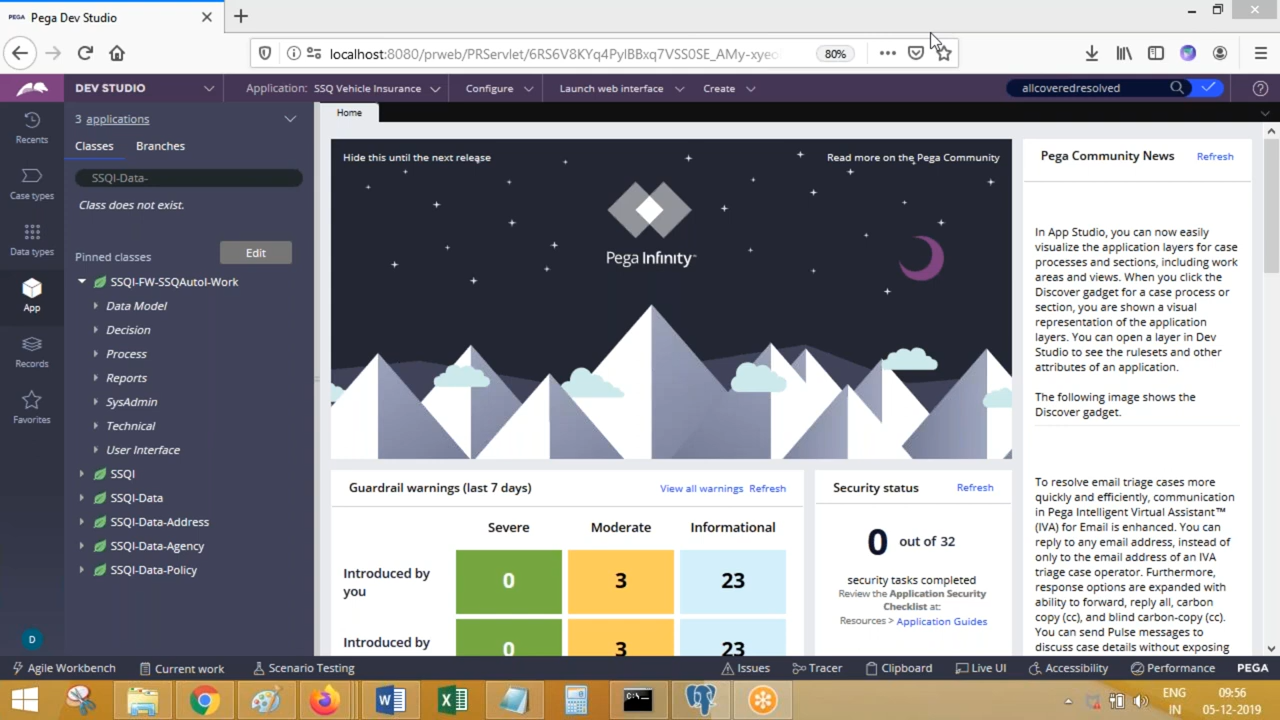 PEGA Pega Dev Studio
localhost:8080/prweb/PRServlet/6RS6V8KYq4PylBBxq7VSS0SE_AMy-xyeo
80%
DEV STUDIO
Application: SSQ Vehicle Insurance
Configure
Launch web interface
Create
allcoveredresolved
Recents
Case types
Data types
App
Records
Favorites
D
3 applications
Classes
Branches
SSQI-Data-
Class does not exist.
Pinned classes
Edit
SSQI-FW-SSQAutoI-Work
Data Model
Decision
Process
Reports
SysAdmin
Technical
User Interface
SSQI
SSQI-Data
SSQI-Data-Address
SSQI-Data-Agency
SSQI-Data-Policy
Home
Hide this until the next release
Read more on the Pega Community
Pega Infinity™
Guardrail warnings (last 7 days)
View all warnings Refresh
Severe Moderate Informational
Introduced by
you
0 3 23
Introduced by
0 3 23
Security status
Refresh
0 out of 32
security tasks completed
Review the Application Security
Checklist at:
Resources > Application Guides
Pega Community News
Refresh
In App Studio, you can now easily
visualize the application layers for case
processes and sections, including work
areas and views. When you click the
Discover gadget for a case process or
section, you are shown a visual
representation of the application
layers. You can open a layer in Dev
Studio to see the rulesets and other
attributes of an application.
The following image shows the
Discover gadget.
To resolve email triage cases more
quickly and efficiently, communication
in Pega Intelligent Virtual Assistant™
(IVA) for Email is enhanced. You can
reply to any email address, instead of
only to the email address of an IVA
triage case operator. Furthermore,
response options are expanded with
ability to forward, reply all, carbon
copy (cc), and blind carbon-copy (cc).
You can send Pulse messages to
discuss case details without exposing
Agile Workbench
Current work
Scenario Testing
Issues
Tracer
Clipboard
Live UI
Accessibility
Performance
PEGA
C:\.
ENG
IN
09:56
05-12-2019